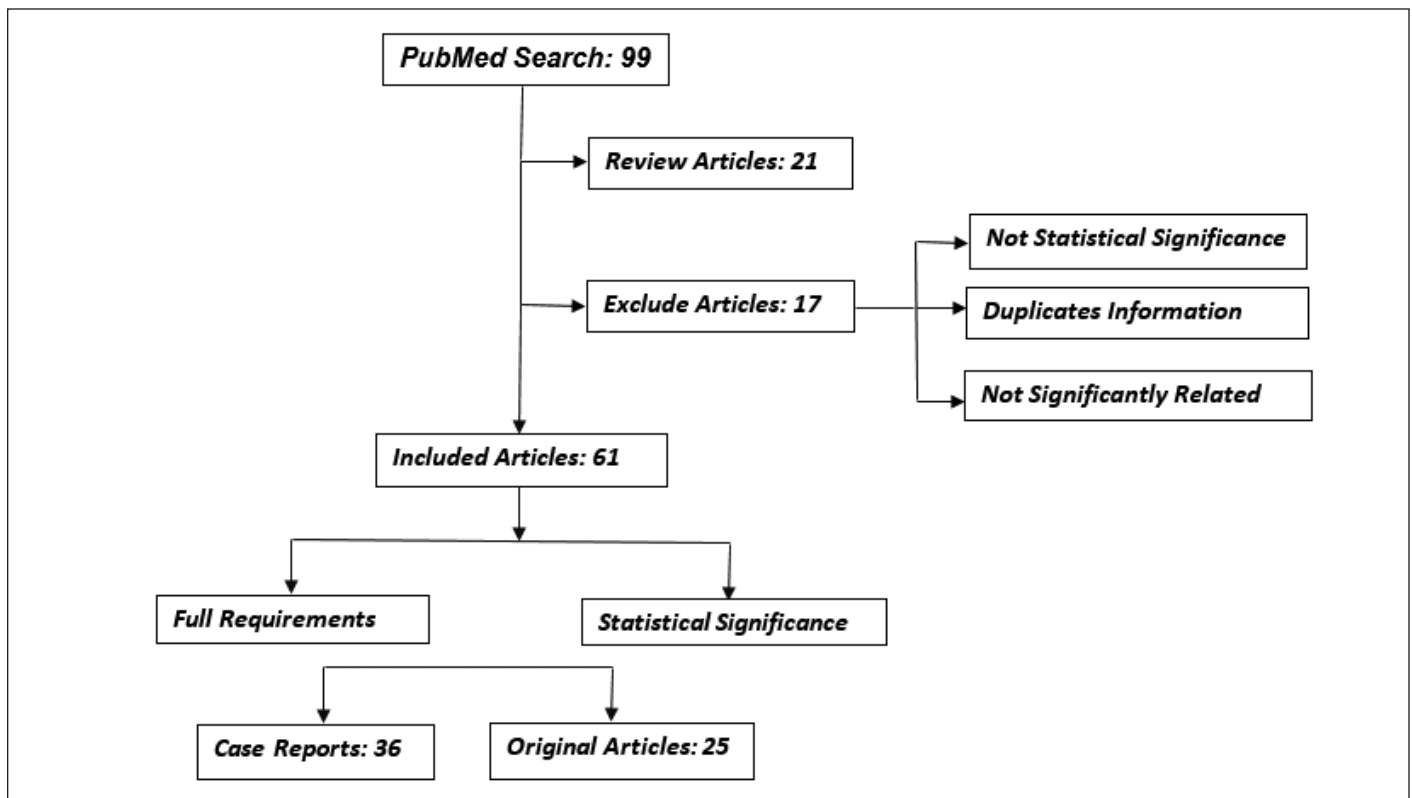 PubMed Search: 99
Review Articles: 21
Not Statistical Significance
Exclude Articles: 17
Duplicates Information
Not Significantly Related
Included Articles: 61
Full Requirements
Statistical Significance
Case Reports: 36
Original Articles: 25